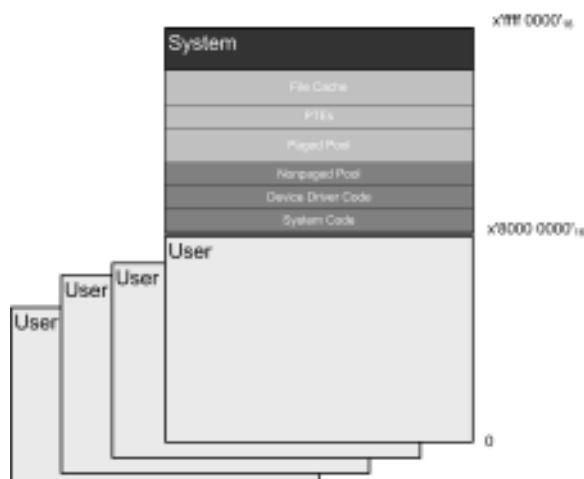 x'ffff 0000'₁₆
System
File Cache
PTEs
Paged Pool
Nonpaged Pool
Device Driver Code
System Code
x'8000 0000'₁₆
User
User
User
User
0